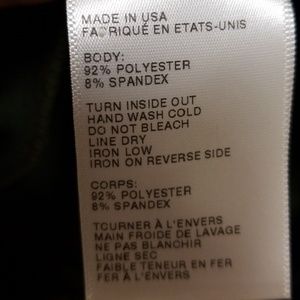 MADE IN USA
FABRIQUÉ EN ETATS-UNIS
BODY:
92% POLYESTER
8% SPANDEX
TURN INSIDE OUT
HAND WASH COLD
DO NOT BLEACH
LINE DRY
IRON LOW
IRON ON REVERSE SIDE
CORPS:
92% POLYESTER
8% SPANDEX
TOURNER À L'ENVERS
MAIN FROIDE DE LAVAGE
NE PAS BLANCHIR
LIGNE SEC
FAIBLE TENEUR EN FER
FER À L'ENVERS